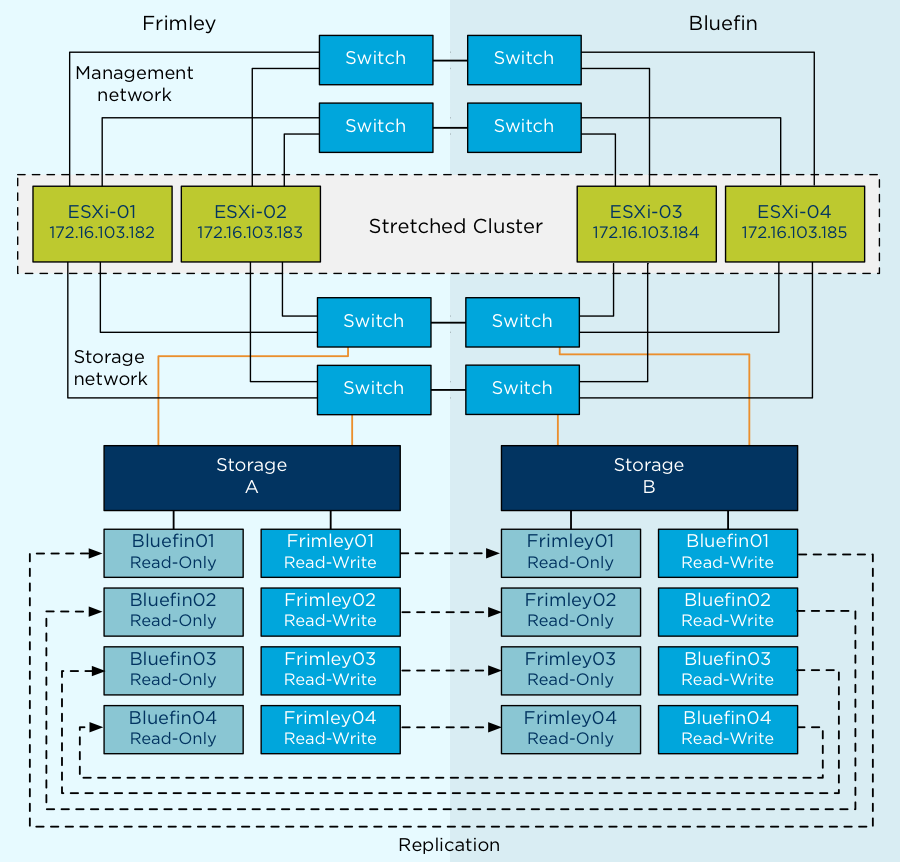 Frimley
Bluefin
Switch
Switch
Management
network
Switch
Switch
ESXi-01
172.16.103.182
ESXi-02
172.16.103.183
Stretched Cluster
ESXi-03
172.16.103.184
ESXi-04
172.16.103.185
Switch
Switch
Storage
network
Switch
Switch
Storage
A
Storage
B
Bluefin01
Read-Only
Frimley01
Read-Write
Frimley01
Read-Only
Bluefin01
Read-Write
Bluefin02
Read-Only
Frimley02
Read-Write
Frimley02
Read-Only
Bluefin02
Read-Write
Bluefin03
Read-Only
Frimley03
Read-Write
Frimley03
Read-Only
Bluefin03
Read-Write
Bluefin04
Read-Only
Frimley04
Read-Write
Frimley04
Read-Only
Bluefin04
Read-Write
Replication